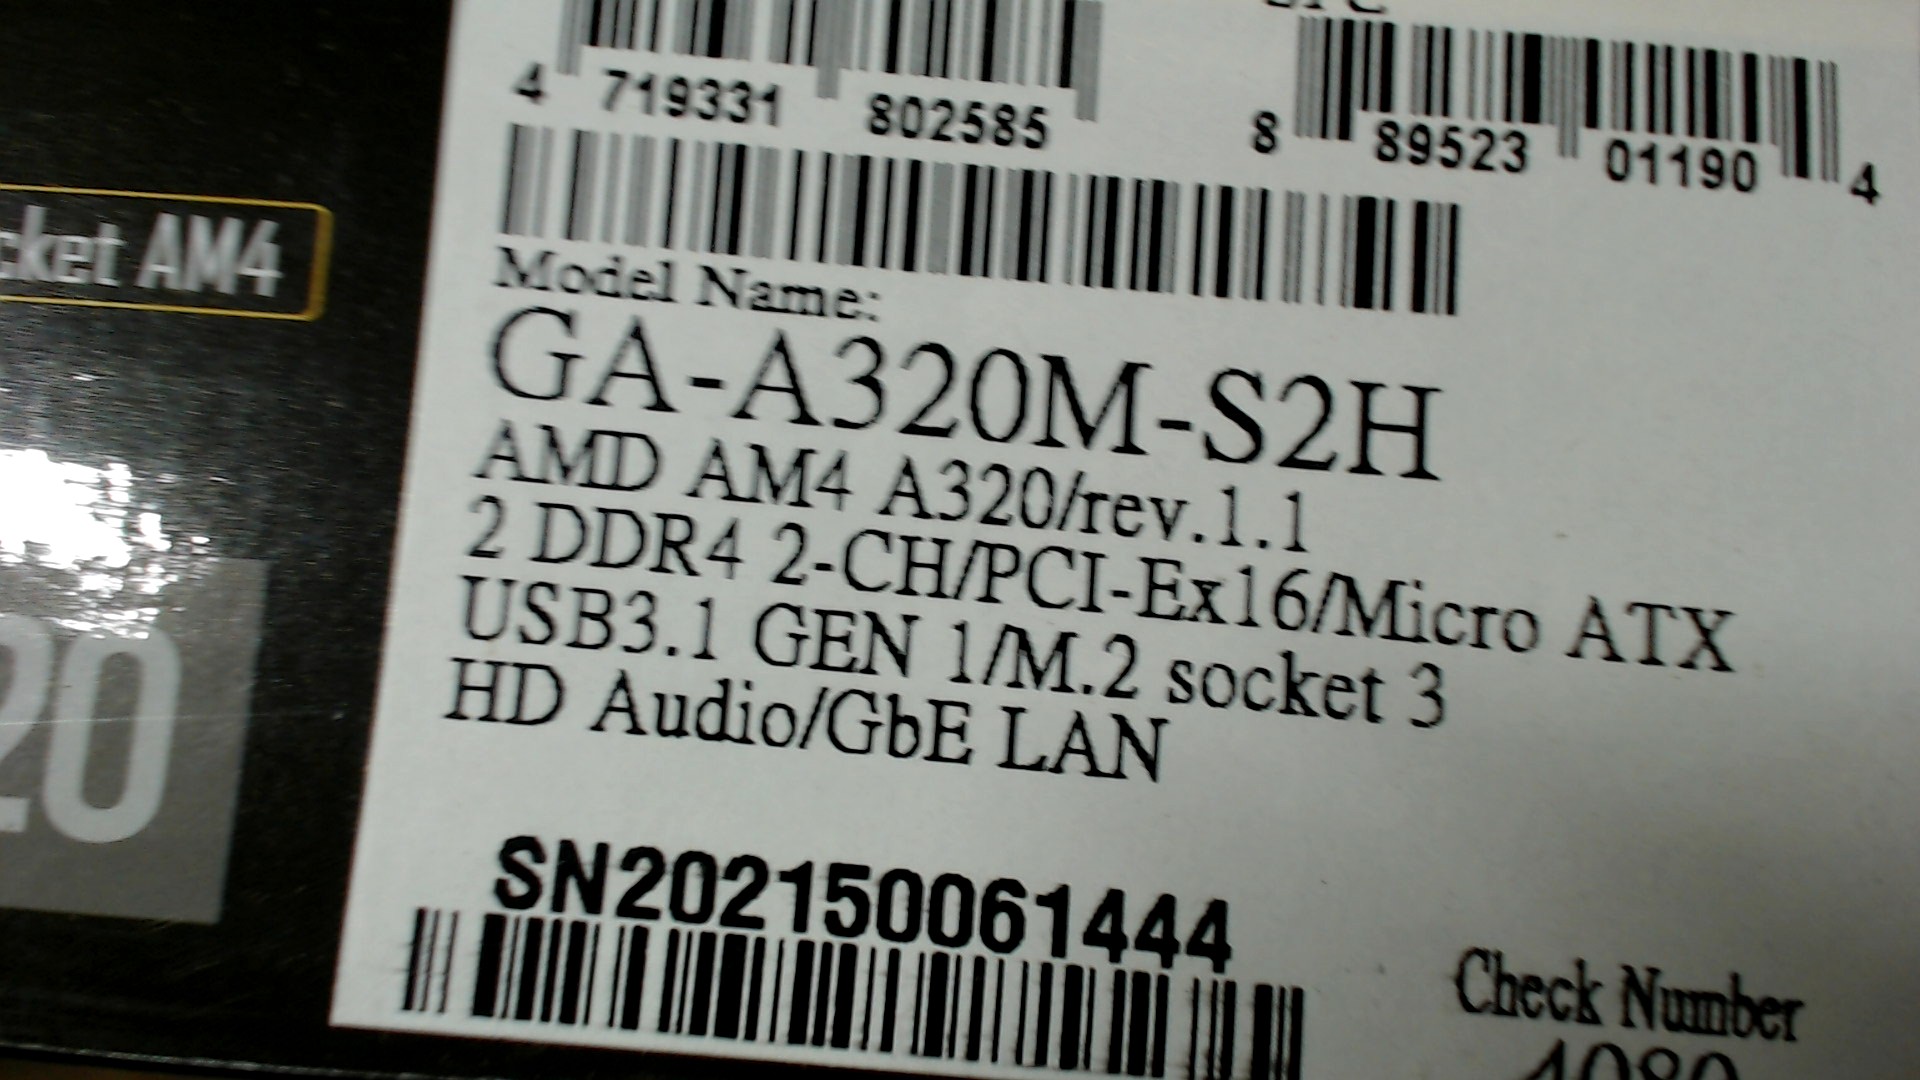 4 719331 802585
8 89523 01190 4
Model Name:
GA-A320M-S2H
AMD AM4 A320/rev.1.1
2 DDR4 2-CH/PCI-Ex16/Micro ATX
USB3.1 GEN 1/M.2 socket 3
HD Audio/GbE LAN
SN202150061444
Check Number
cket AM4
20